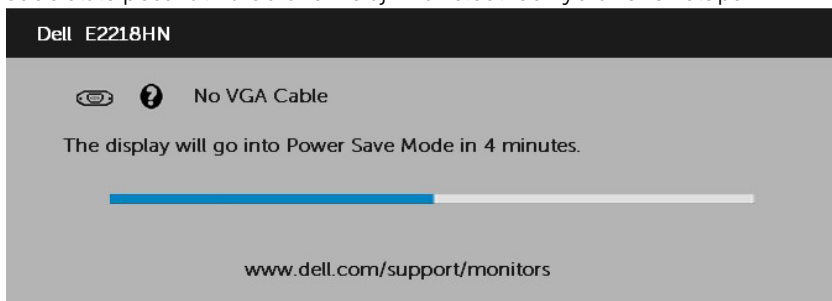 Dell E2218HN
No VGA Cable
The display will go into Power Save Mode in 4 minutes.
www.dell.com/support/monitors